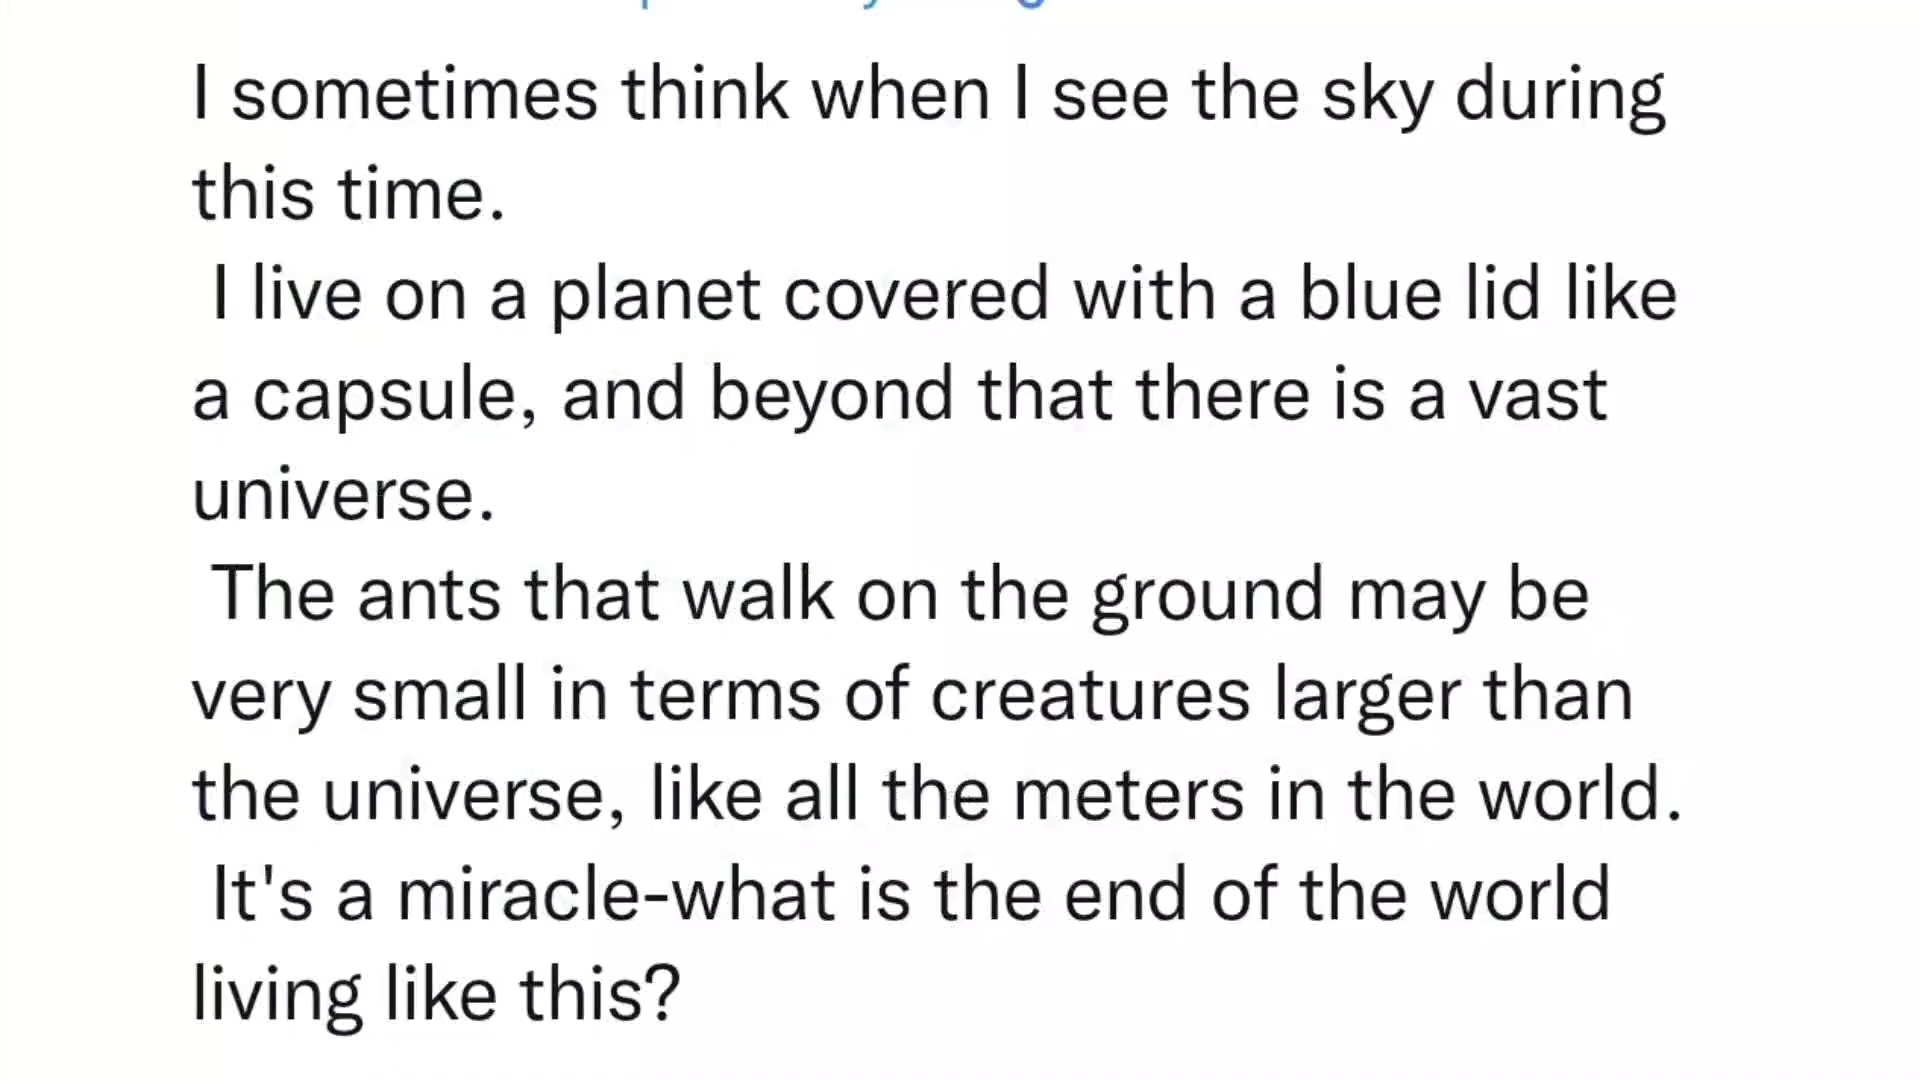 I sometimes think when I see the sky during
this time.
I live on a planet covered with a blue lid like
a capsule, and beyond that there is a vast
universe.
The ants that walk on the ground may be
very small in terms of creatures larger than
the universe, like all the meters in the world.
It's a miracle-what is the end of the world
living like this?